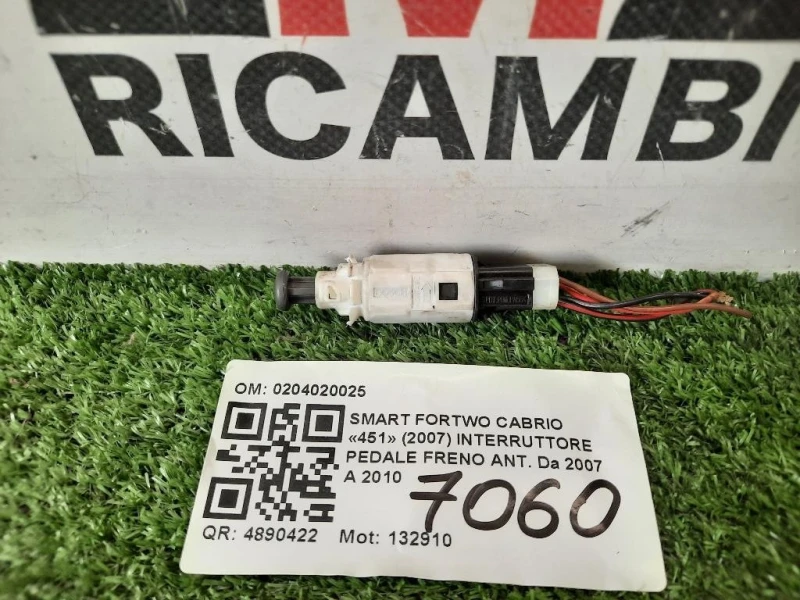 RICAMBI
OM: 0204020025
SMART FORTWO CABRIO
«451» (2007) INTERRUTTORE
PEDALE FRENO ANT. Da 2007
A 2010
7060
QR: 4890422 Mot: 132910